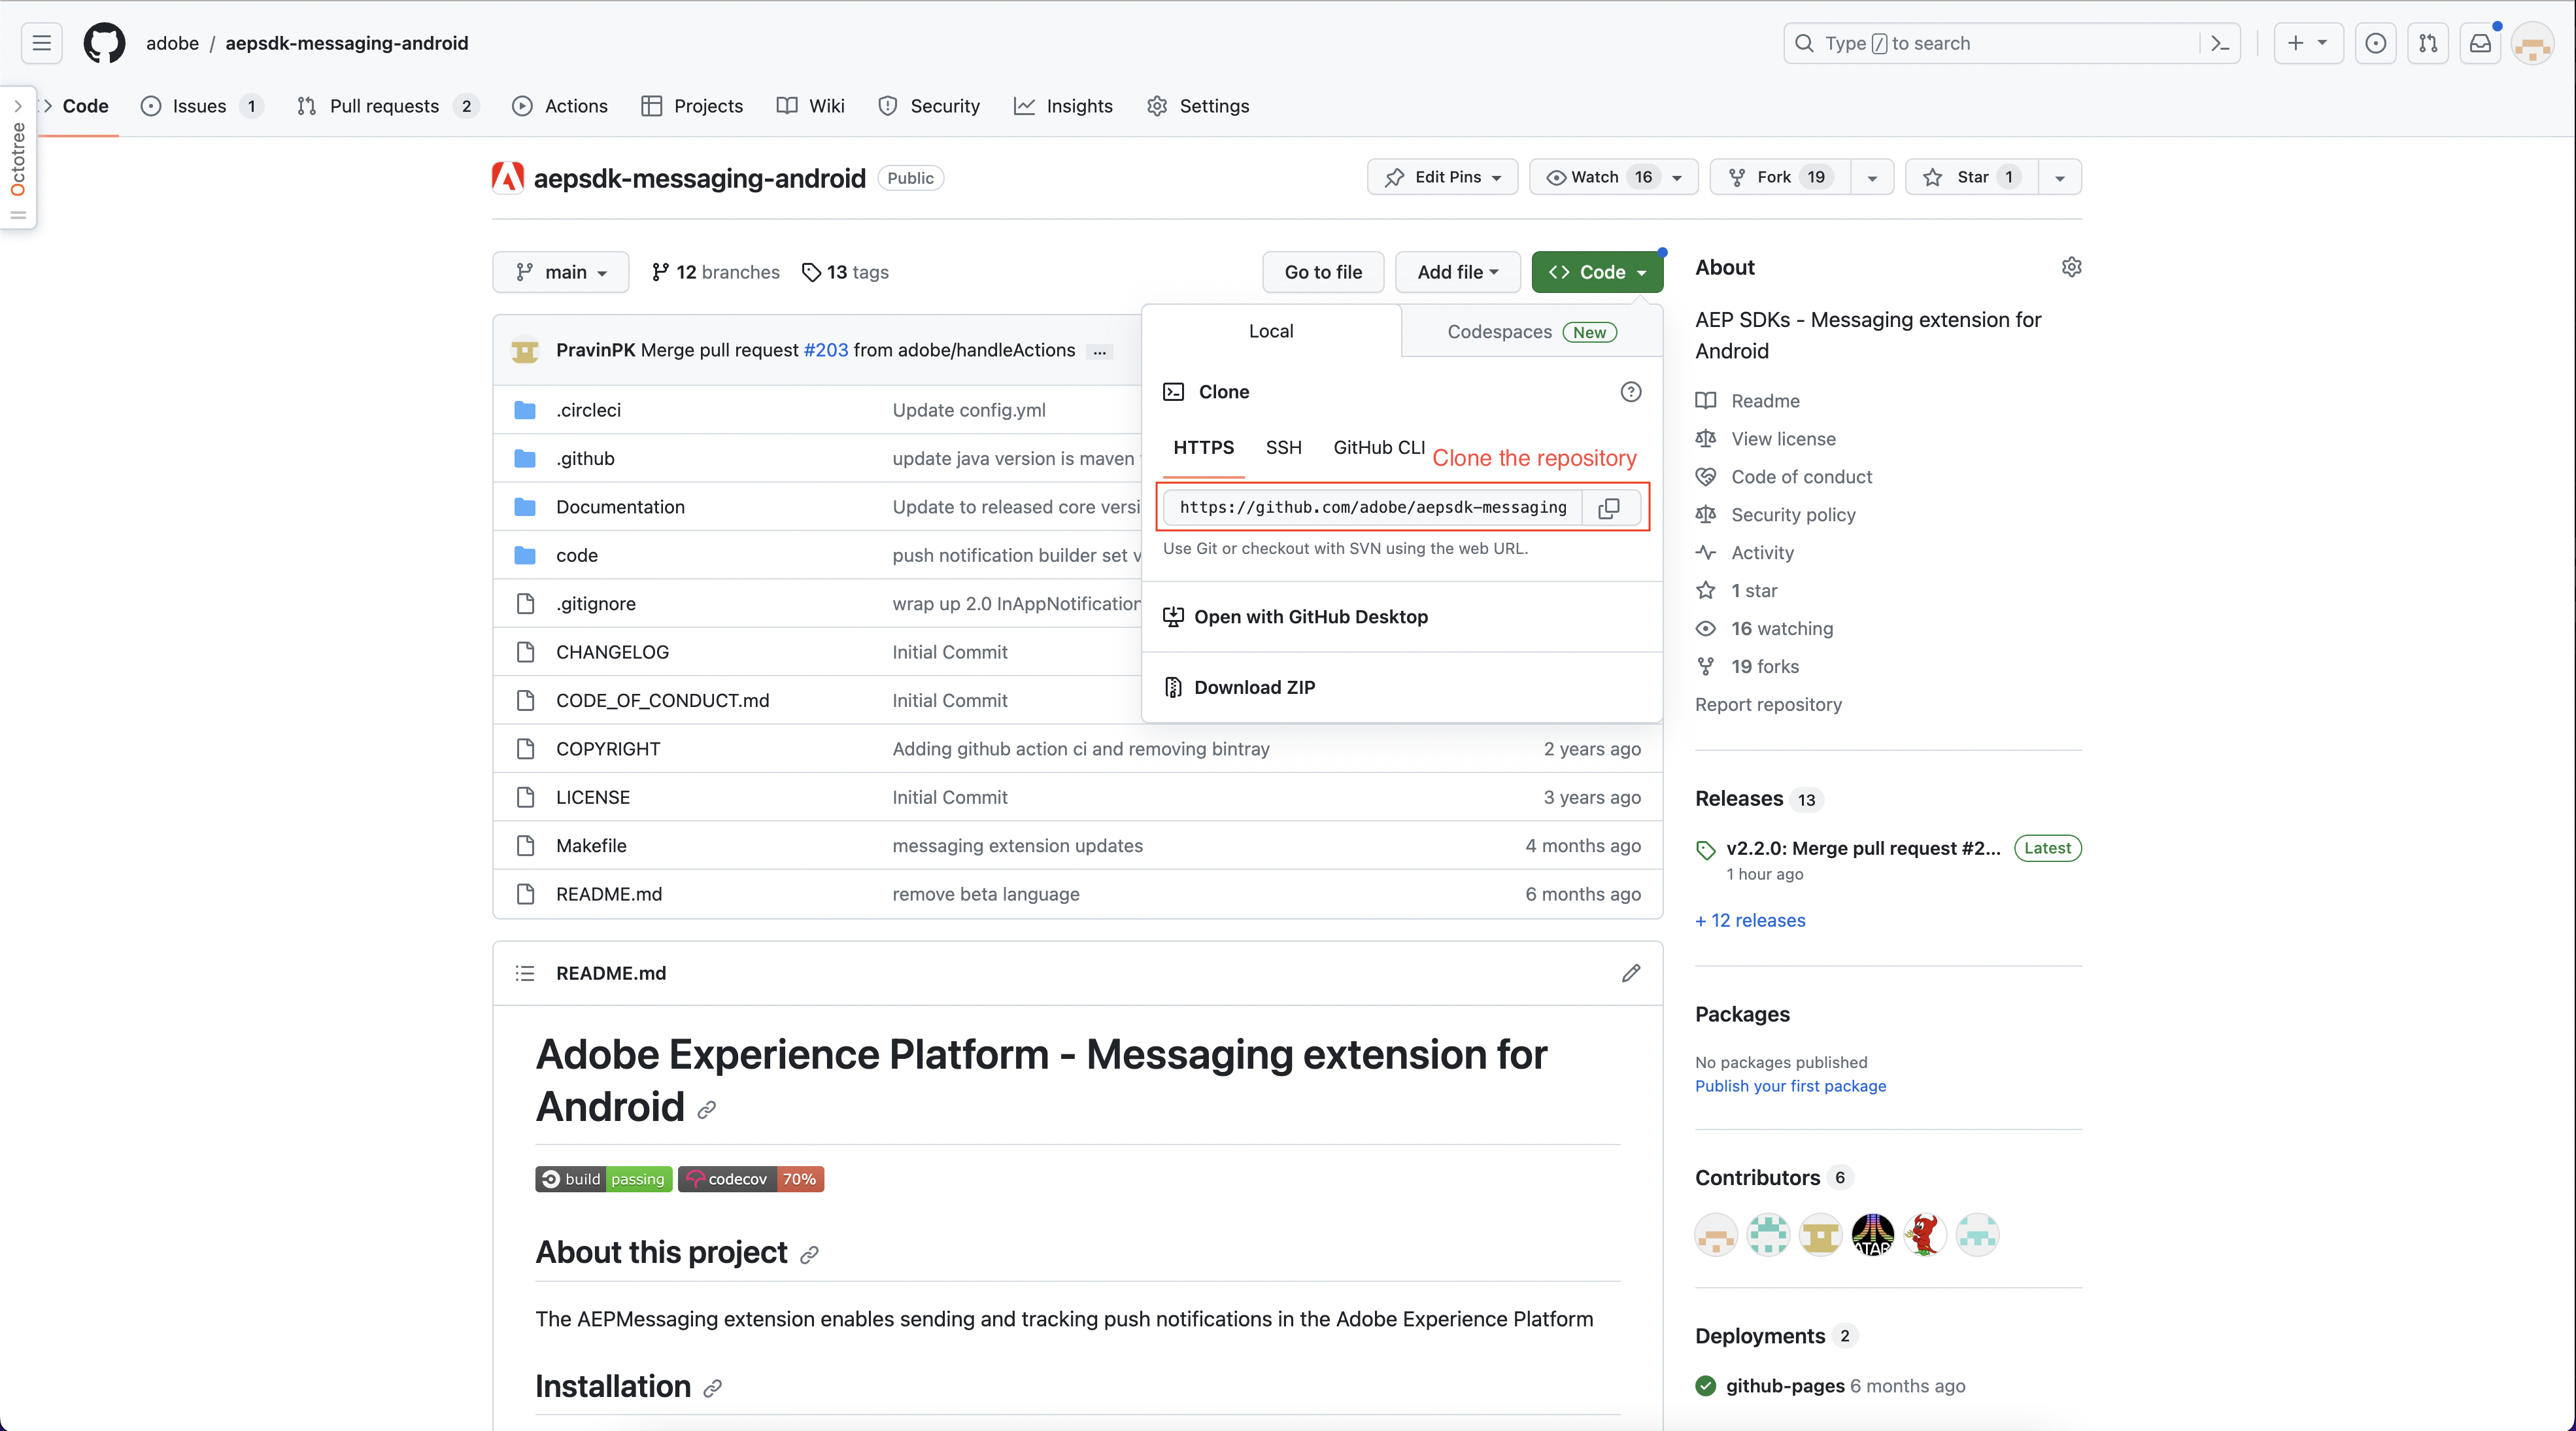 adobe / aepsdk-messaging-android
Type / to search
Code
Issues 1
Pull requests 2
Actions
Projects
Wiki
Security
Insights
Settings
Octotree
aepsdk-messaging-android Public
Edit Pins
Watch 16
Fork 19
Star 1
main
12 branches
13 tags
Go to file
Add file
Code
PravinPK Merge pull request #203 from adobe/handleActions ...
.circleci Update config.yml
.github update java version is maven
Documentation Update to released core versi
code push notification builder set v
.gitignore wrap up 2.0 InAppNotification
CHANGELOG Initial Commit
CODE_OF_CONDUCT.md Initial Commit
COPYRIGHT Adding github action ci and removing bintray 2 years ago
LICENSE Initial Commit 3 years ago
Makefile messaging extension updates 4 months ago
README.md remove beta language 6 months ago
Local
Codespaces New
Clone
HTTPS SSH GitHub CLI
Clone the repository
https://github.com/adobe/aepsdk-messaging
Use Git or checkout with SVN using the web URL.
Open with GitHub Desktop
Download ZIP
README.md
Adobe Experience Platform - Messaging extension for
Android
build passing codecov 70%
About this project
The AEPMessaging extension enables sending and tracking push notifications in the Adobe Experience Platform
Installation
About
AEP SDKs - Messaging extension for
Android
Readme
View license
Code of conduct
Security policy
Activity
1 star
16 watching
19 forks
Report repository
Releases 13
v2.2.0: Merge pull request #2... Latest
1 hour ago
+ 12 releases
Packages
No packages published
Publish your first package
Contributors 6
ATARI
Deployments 2
github-pages 6 months ago